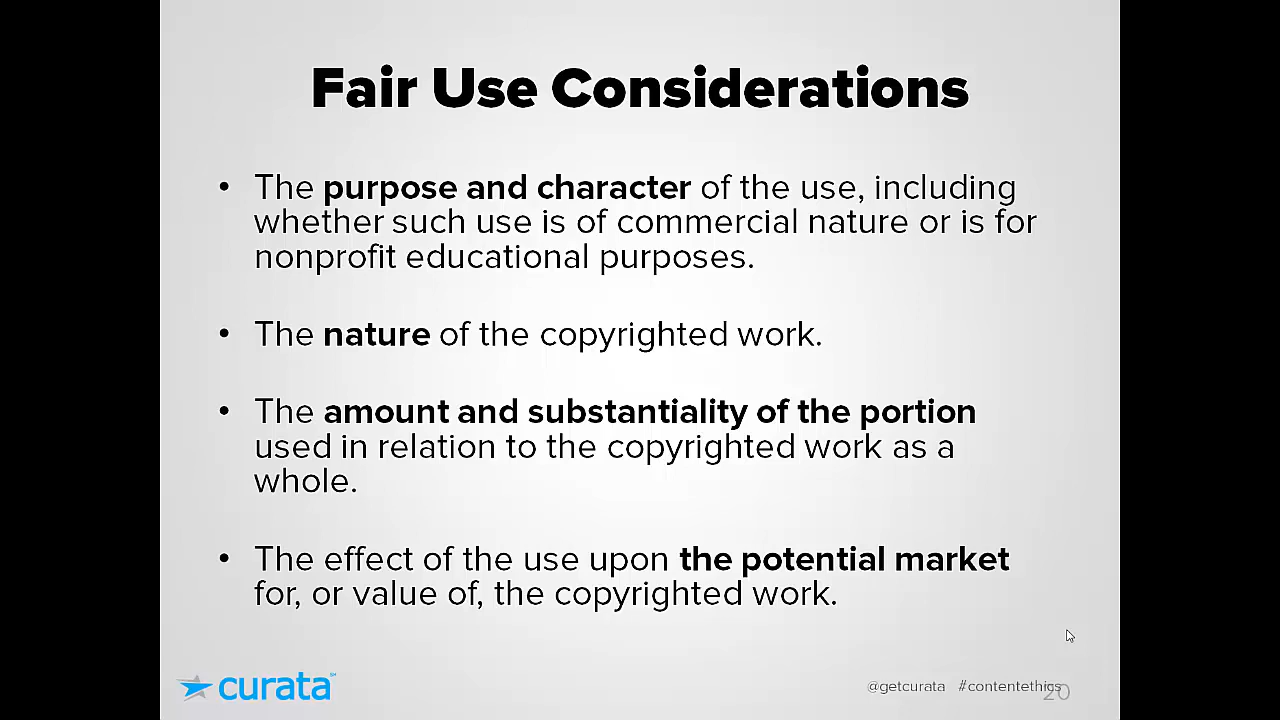 Fair Use Considerations
• The purpose and character of the use, including
whether such use is of commercial nature or is for
nonprofit educational purposes.
• The nature of the copyrighted work.
• The amount and substantiality of the portion
used in relation to the copyrighted work as a
whole.
• The effect of the use upon the potential market
for, or value of, the copyrighted work.
curata℠
@getcurata #contentethics
20